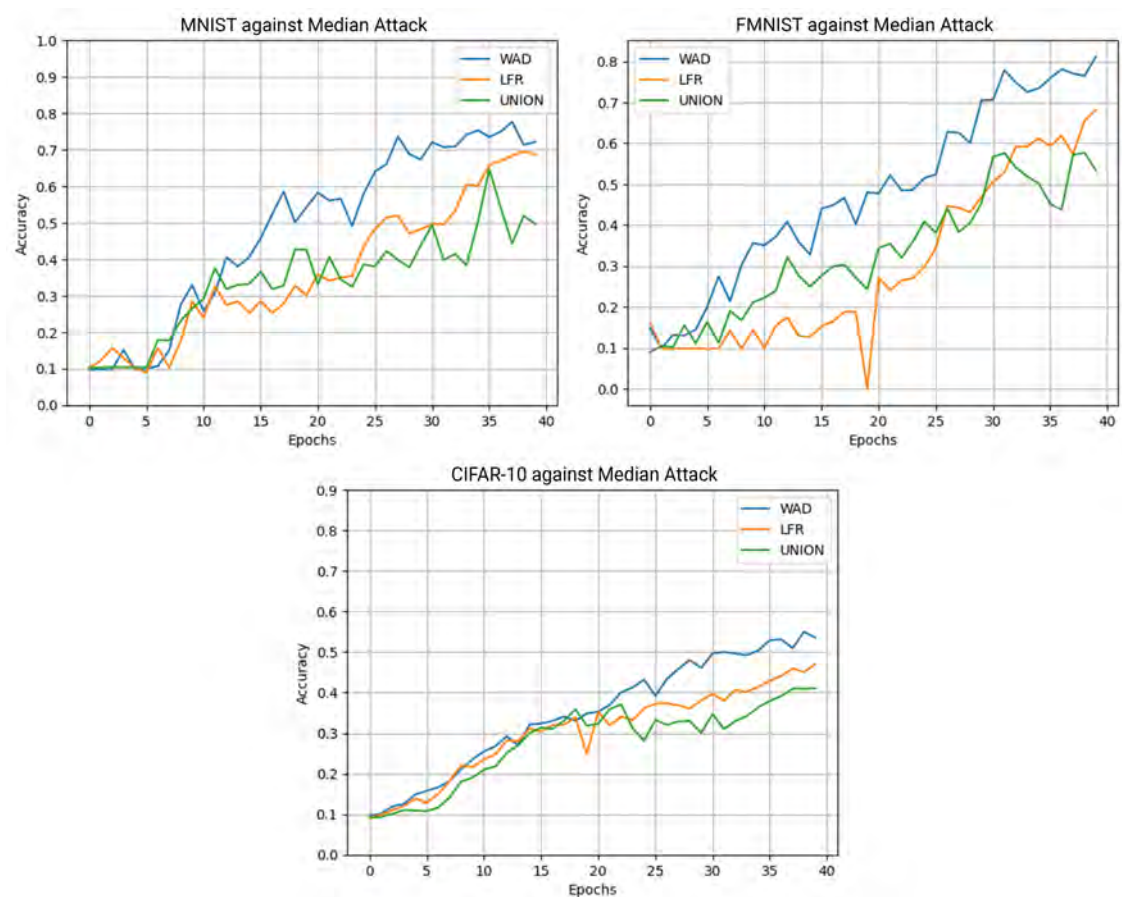 MNIST against Median Attack
1.0
0.9
0.8
0.7
0.6
0.5
0.4
0.3
0.2
0.1
0.0
Accuracy
WAD
LFR
UNION
0 5 10 15 20 25 30 35 40
Epochs
FMNIST against Median Attack
0.8
0.7
0.6
0.5
0.4
0.3
0.2
0.1
0.0
Accuracy
WAD
LFR
UNION
0 5 10 15 20 25 30 35 40
Epochs
CIFAR-10 against Median Attack
0.9
0.8
0.7
0.6
0.5
0.4
0.3
0.2
0.1
0.0
Accuracy
WAD
LFR
UNION
0 5 10 15 20 25 30 35 40
Epochs